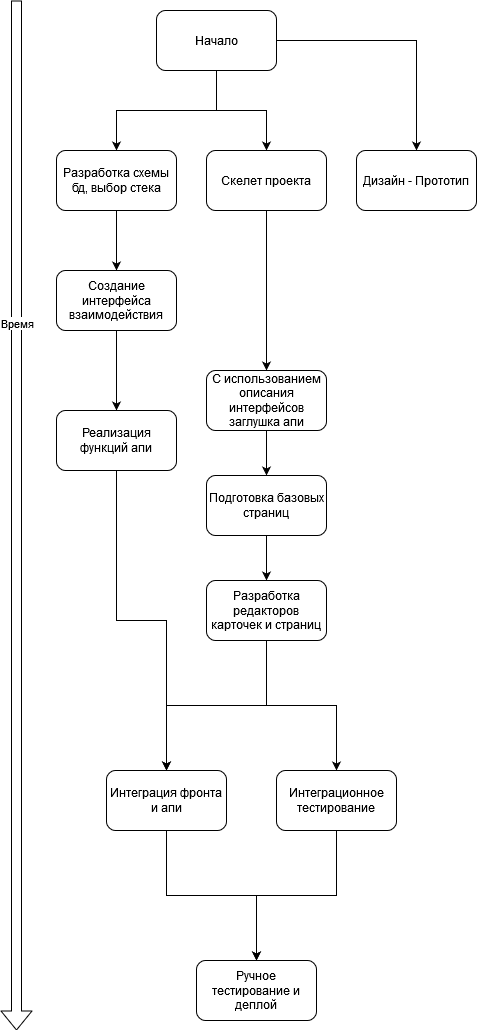 Начало
Разработка схемы
бд, выбор стека
Скелет проекта
Дизайн - Прототип
Создание
интерфейса
взаимодействия
Время
С использованием
описания
интерфейсов
заглушка апи
Реализация
функций апи
Подготовка базовых
страниц
Разработка
редакторов
карточек и страниц
Интеграция фронта
и апи
Интеграционное
тестирование
Ручное
тестирование и
деплой